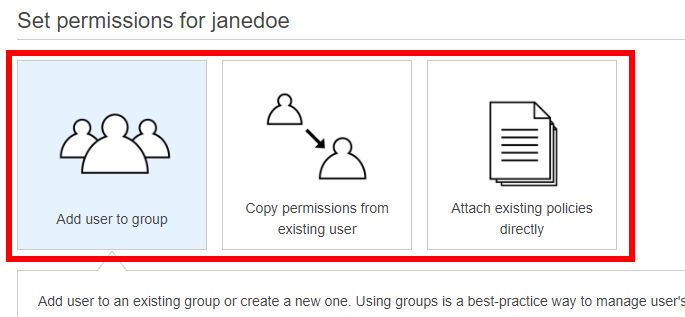 Set permissions for janedoe
Add user to group
Copy permissions from
existing user
Attach existing policies
directly
Add user to an existing group or create a new one. Using groups is a best-practice way to manage user's